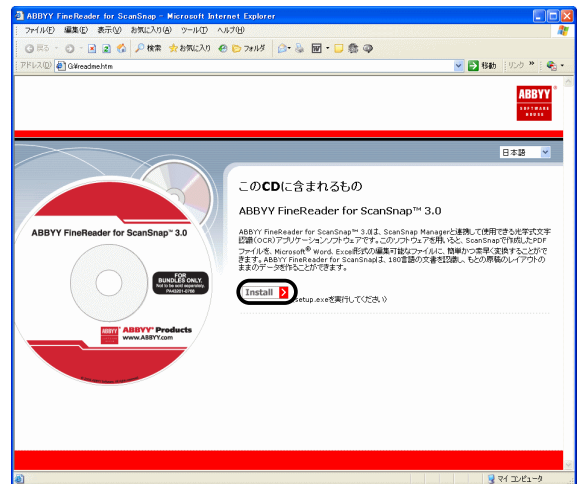 ABBYY FineReader for ScanSnap - Microsoft Internet Explorer
ファイル(F) 編集(E) 表示(V) お気に入り(A) ツール(T) ヘルプ(H)
戻る 検索 お気に入り フォルダ
アドレス(D) G:¥readme.htm 移動 リンク »
ABBYY
SOFTWARE
HOUSE
日本語
このCDに含まれるもの
ABBYY FineReader for ScanSnap™ 3.0
ABBYY FineReader for ScanSnap™ 3.0は、ScanSnap Managerと連携して使用できる光学式文字
認識(OCR)アプリケーションソフトウェアです。このソフトウェアを用いると、ScanSnapで作成したPDF
ファイルを、Microsoft® Word、Excel形式の編集可能なファイルに、簡単かつ素早く変換することがで
きます。ABBYY FineReader for ScanSnapは、180言語の文書を認識し、もとの原稿のレイアウトの
ままのデータを作ることができます。
Install
setup.exeを実行してください)
ABBYY FineReader for ScanSnap™ 3.0
FOR
BUNDLES ONLY.
Not to be sold separately.
PA43201-0700
ABBYY ABBYY Products
www.ABBYY.com
マイ コンピュータ